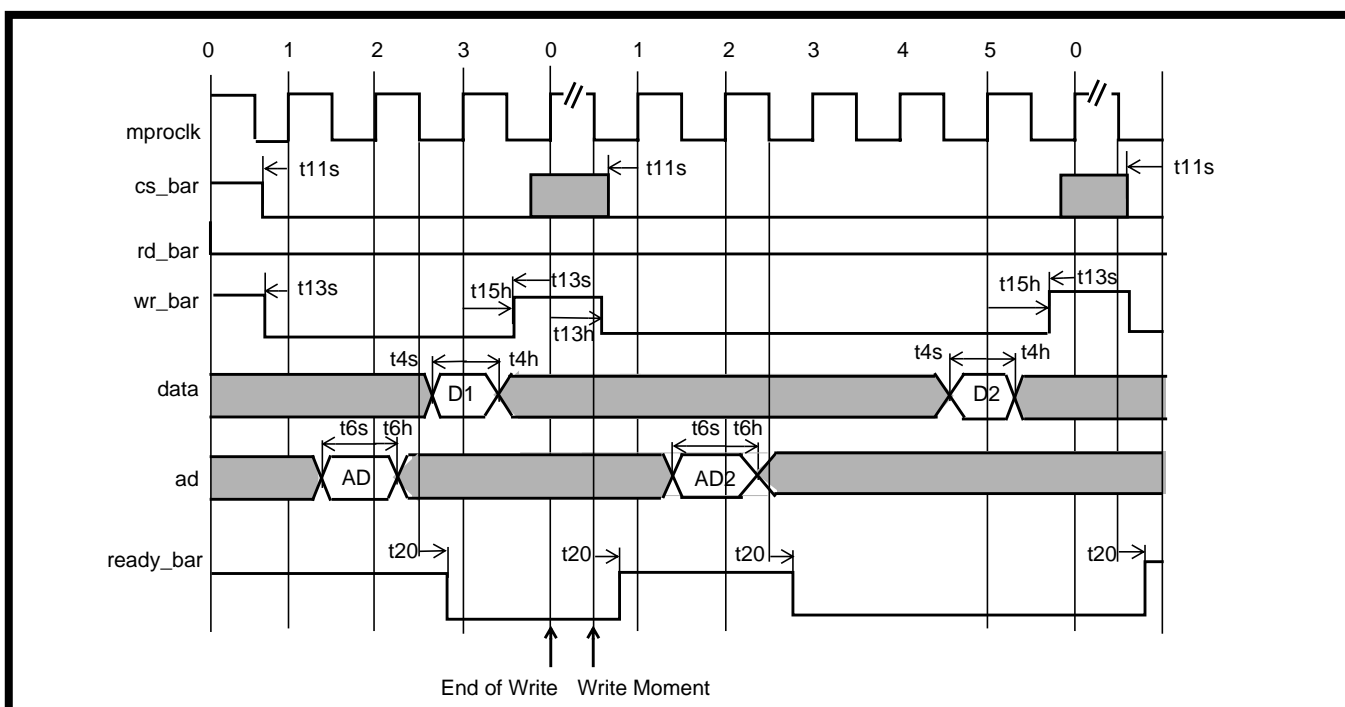 0 1 2 3 0 1 2 3 4 5 0
mproclk
t11s t11s t11s
cs_bar
rd_bar
t13s t15h t13s t15h t13s
wr_bar
t13h
t4s t4h t4s t4h
data D1 D2
t6s t6h t6s t6h
ad AD AD2
ready_bar t20 t20 t20 t20
End of Write Write Moment